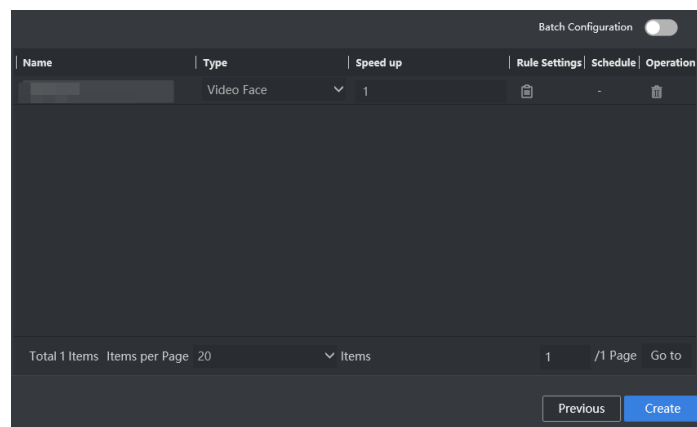 Batch Configuration
Name Type Speed up Rule Settings Schedule Operation
Video Face 1 -
Total 1 Items Items per Page 20 Items 1 /1 Page Go to
Previous Create